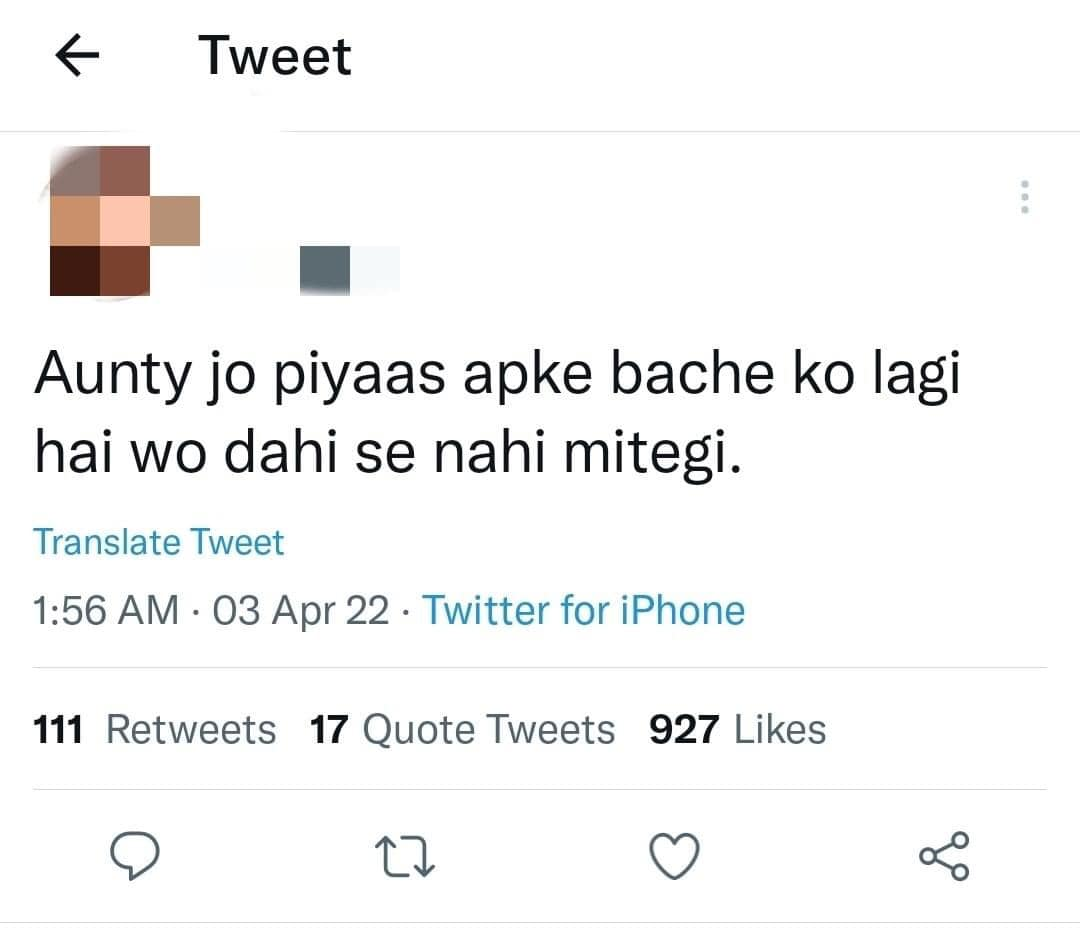 Tweet
Aunty jo piyaas apke bache ko lagi
hai wo dahi se nahi mitegi.
Translate Tweet
1:56 AM · 03 Apr 22 · Twitter for iPhone
111 Retweets 17 Quote Tweets 927 Likes